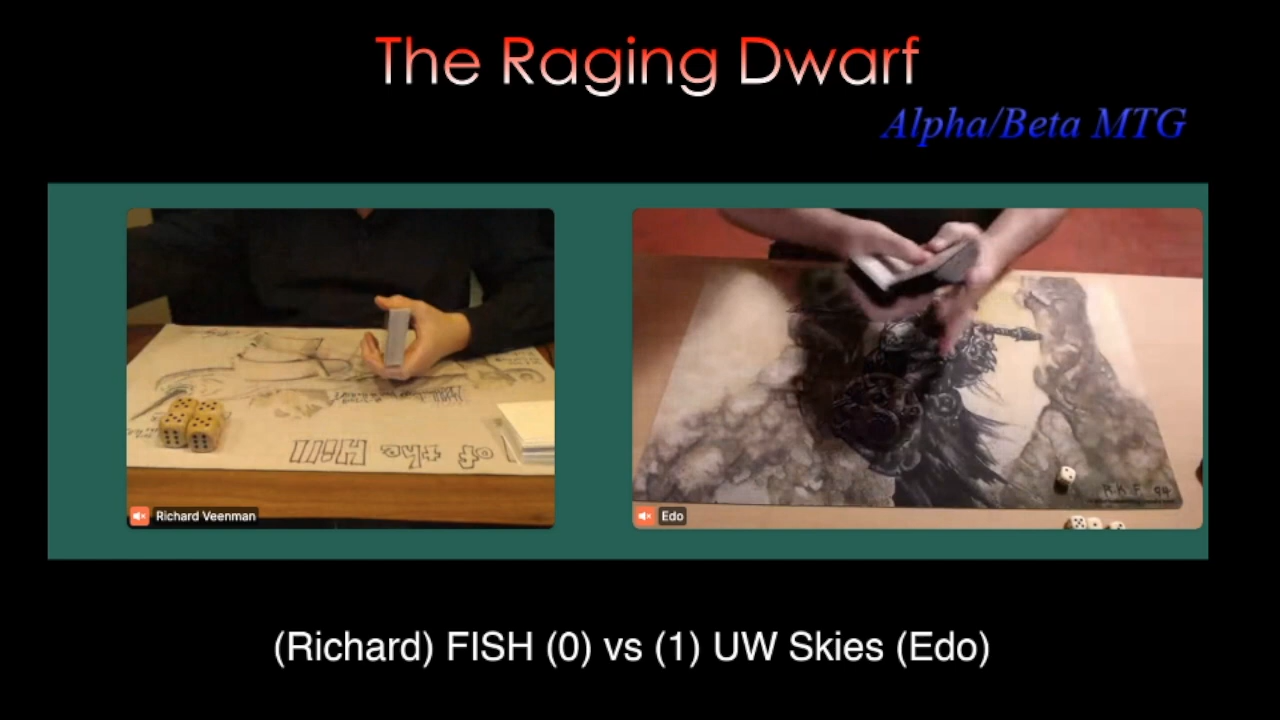 The Raging Dwarf
Alpha/Beta MTG
of the Hill
Richard Veenman
R.K.F. 94
Edo
(Richard) FISH (0) vs (1) UW Skies (Edo)